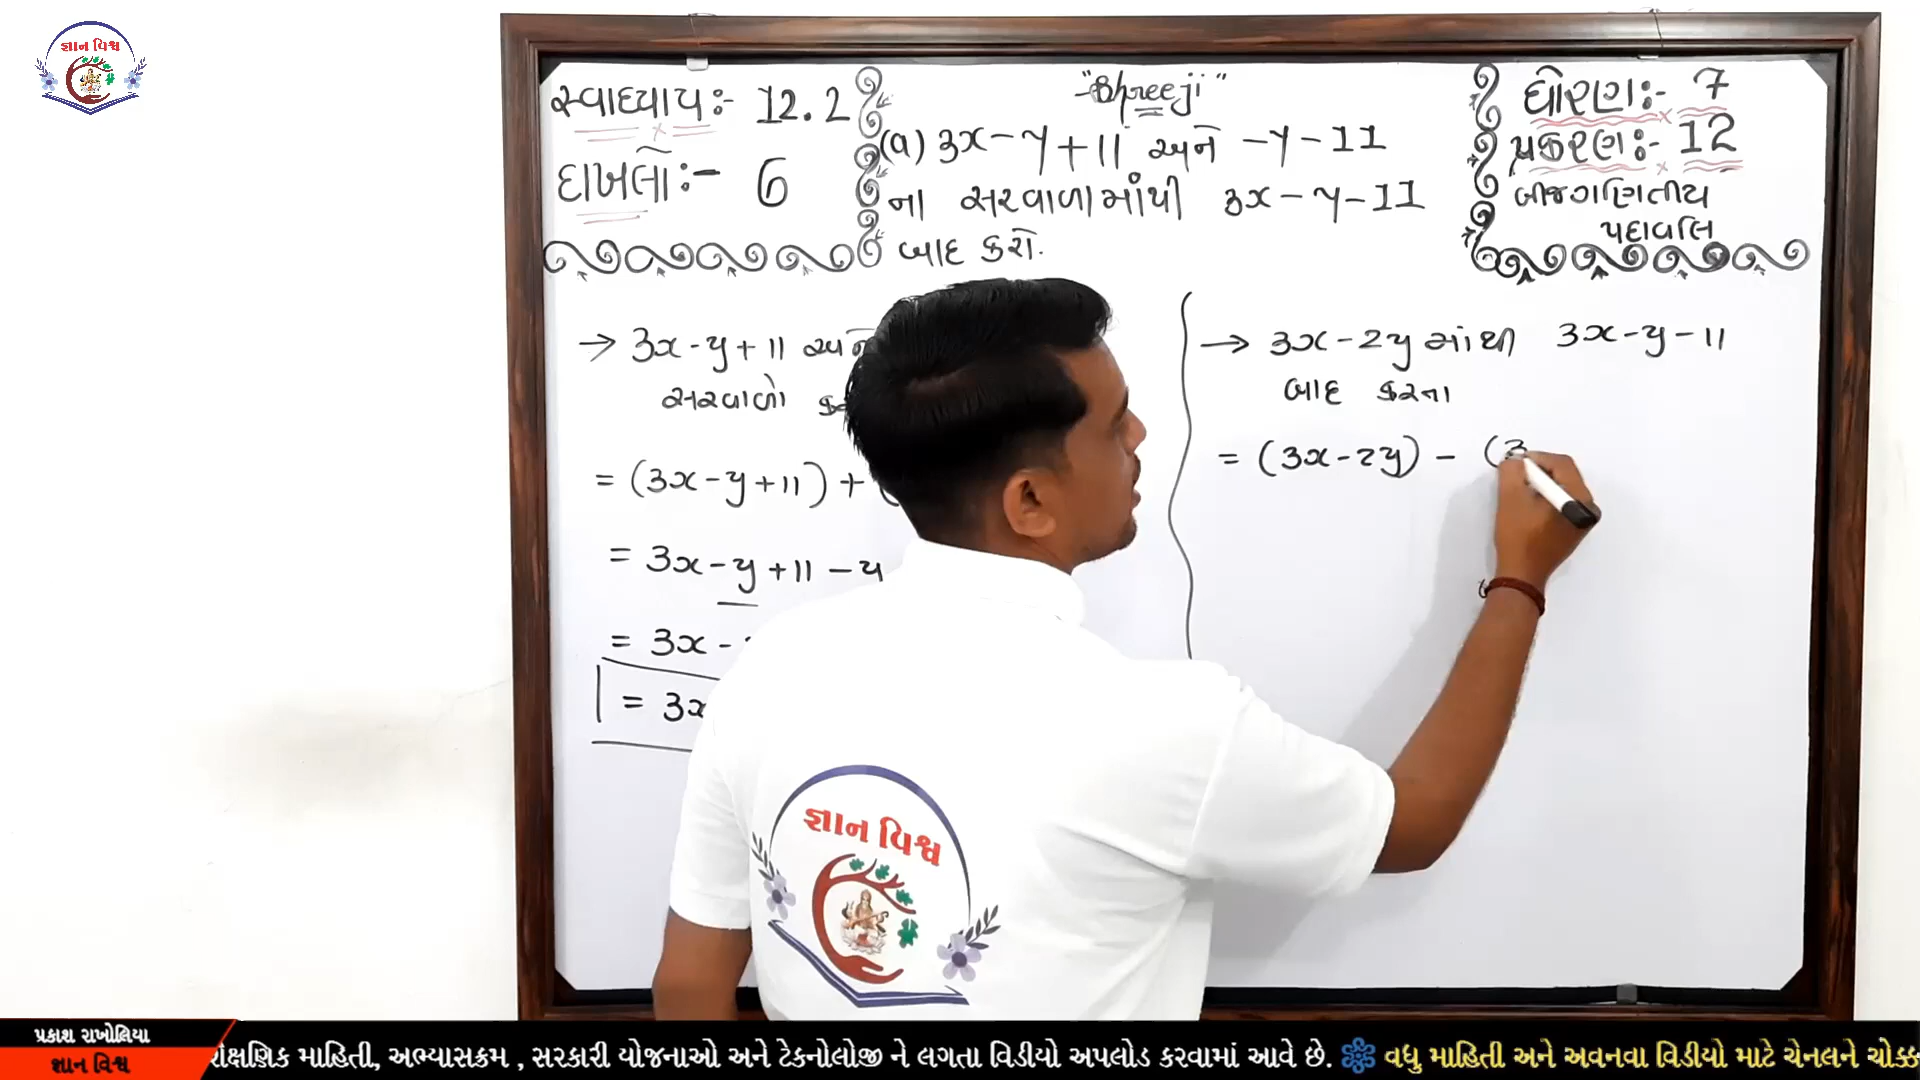 જ્ઞાન વિશ્વ
સ્વાધ્યાય:- 12.2
દાખલો:- 6
"Shreeji"
(a) 3x-y+11 અને -y-11
ના સરવાળામાંથી 3x-y-11
બાદ કરો.
ધોરણ:- 7
પ્રકરણ:- 12
બીજગણિતીય
પદાવલિ
→ 3x-y+11 અને
સરવાળો
= (3x-y+11) + (
= 3x-y+11-y
= 3x-
= 3x
→ 3x-2y માંથી 3x-y-11
બાદ કરતા
= (3x-2y) - (3
જ્ઞાન વિશ્વ
પ્રકાશ રાખોલિયા
જ્ઞાન વિશ્વ
શૈક્ષણિક માહિતી, અભ્યાસક્રમ , સરકારી યોજનાઓ અને ટેકનોલોજી ને લગતા વિડીયો અપલોડ કરવામાં આવે છે. વધુ માહિતી અને અવનવા વિડીયો માટે ચેનલને ચોક્ક